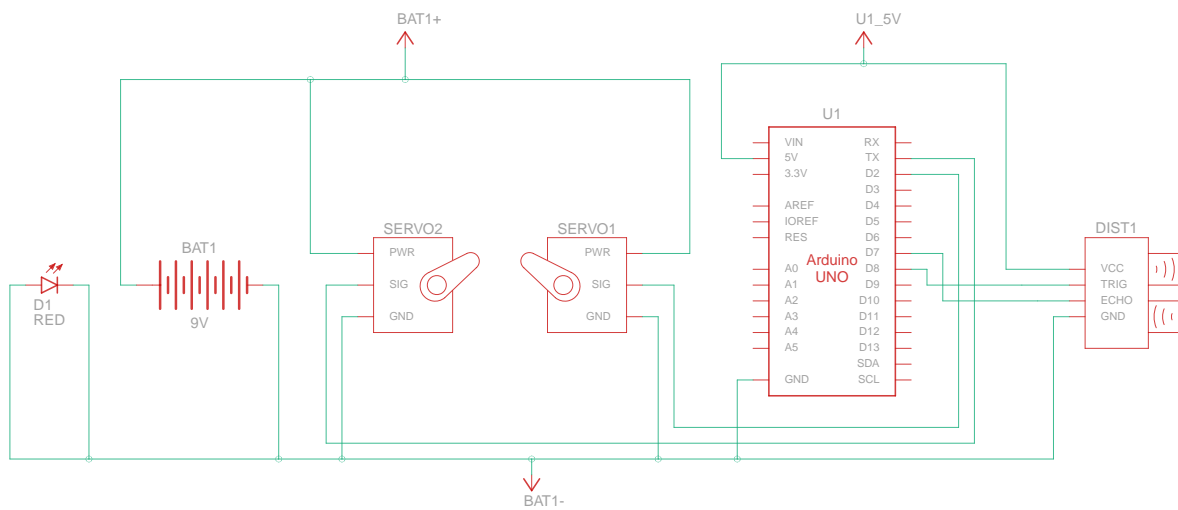 BAT1+
U1_5V
U1
VIN
5V
3.3V
AREF
IOREF
RES
A0
A1
A2
A3
A4
A5
GND
Arduino
UNO
RX
TX
D2
D3
D4
D5
D6
D7
D8
D9
D10
D11
D12
D13
SDA
SCL
SERVO2
PWR
SIG
GND
SERVO1
PWR
SIG
GND
DIST1
VCC
TRIG
ECHO
GND
BAT1
9V
D1
RED
BAT1-